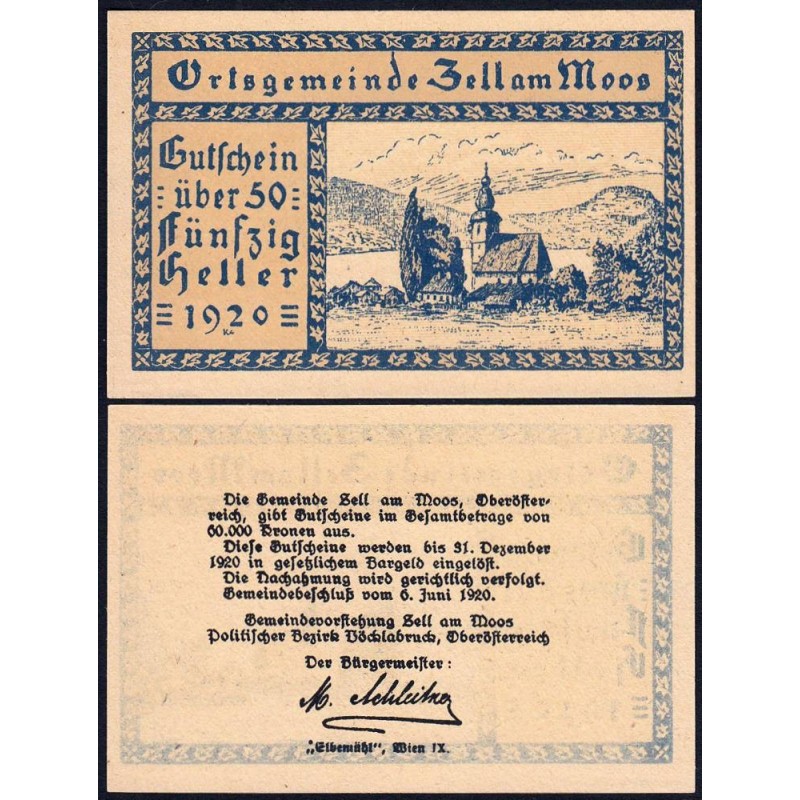 Ortsgemeinde Zell am Moos
Gutschein
über 50
Fünfzig
Heller
1920
Die Gemeinde Zell am Moos, Oberöster-
reich, gibt Gutscheine im Gesamtbetrage von
60.000 Kronen aus.
Diese Gutscheine werden bis 31. Dezember
1920 in gesetzlichem Bargeld eingelöst.
Die Nachahmung wird gerichtlich verfolgt.
Gemeindebeschluß vom 6. Juni 1920.
Gemeindevorstehung Zell am Moos
Politischer Bezirk Vöcklabruck, Oberösterreich
Der Bürgermeister:
M. Schleitner
„Elbemühl", Wien IX.